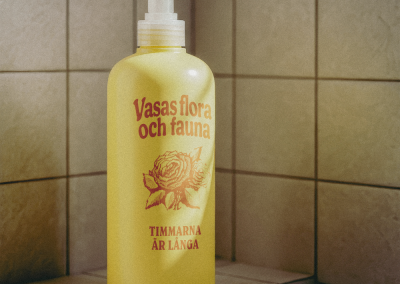 Vasas flora
och fauna
TIMMARNA
ÄR LÅNGA